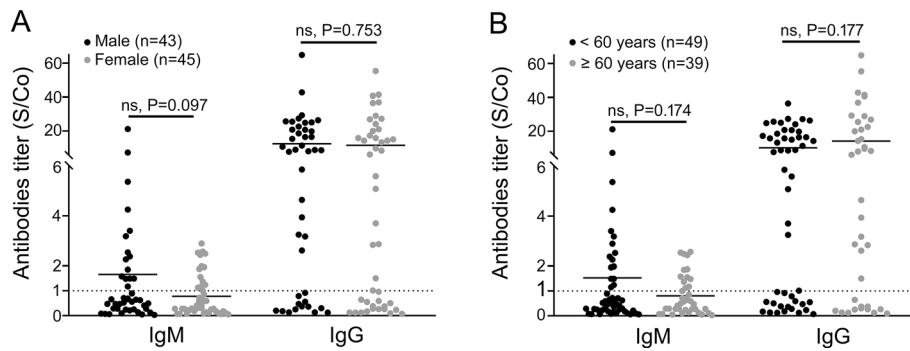 A
Male (n=43)
Female (n=45)
ns, P=0.753
ns, P=0.097
Antibodies titer (S/Co)
60
40
20
6
4
2
1
0
IgM
IgG
B
< 60 years (n=49)
≥ 60 years (n=39)
ns, P=0.177
ns, P=0.174
Antibodies titer (S/Co)
60
40
20
6
4
2
1
0
IgM
IgG